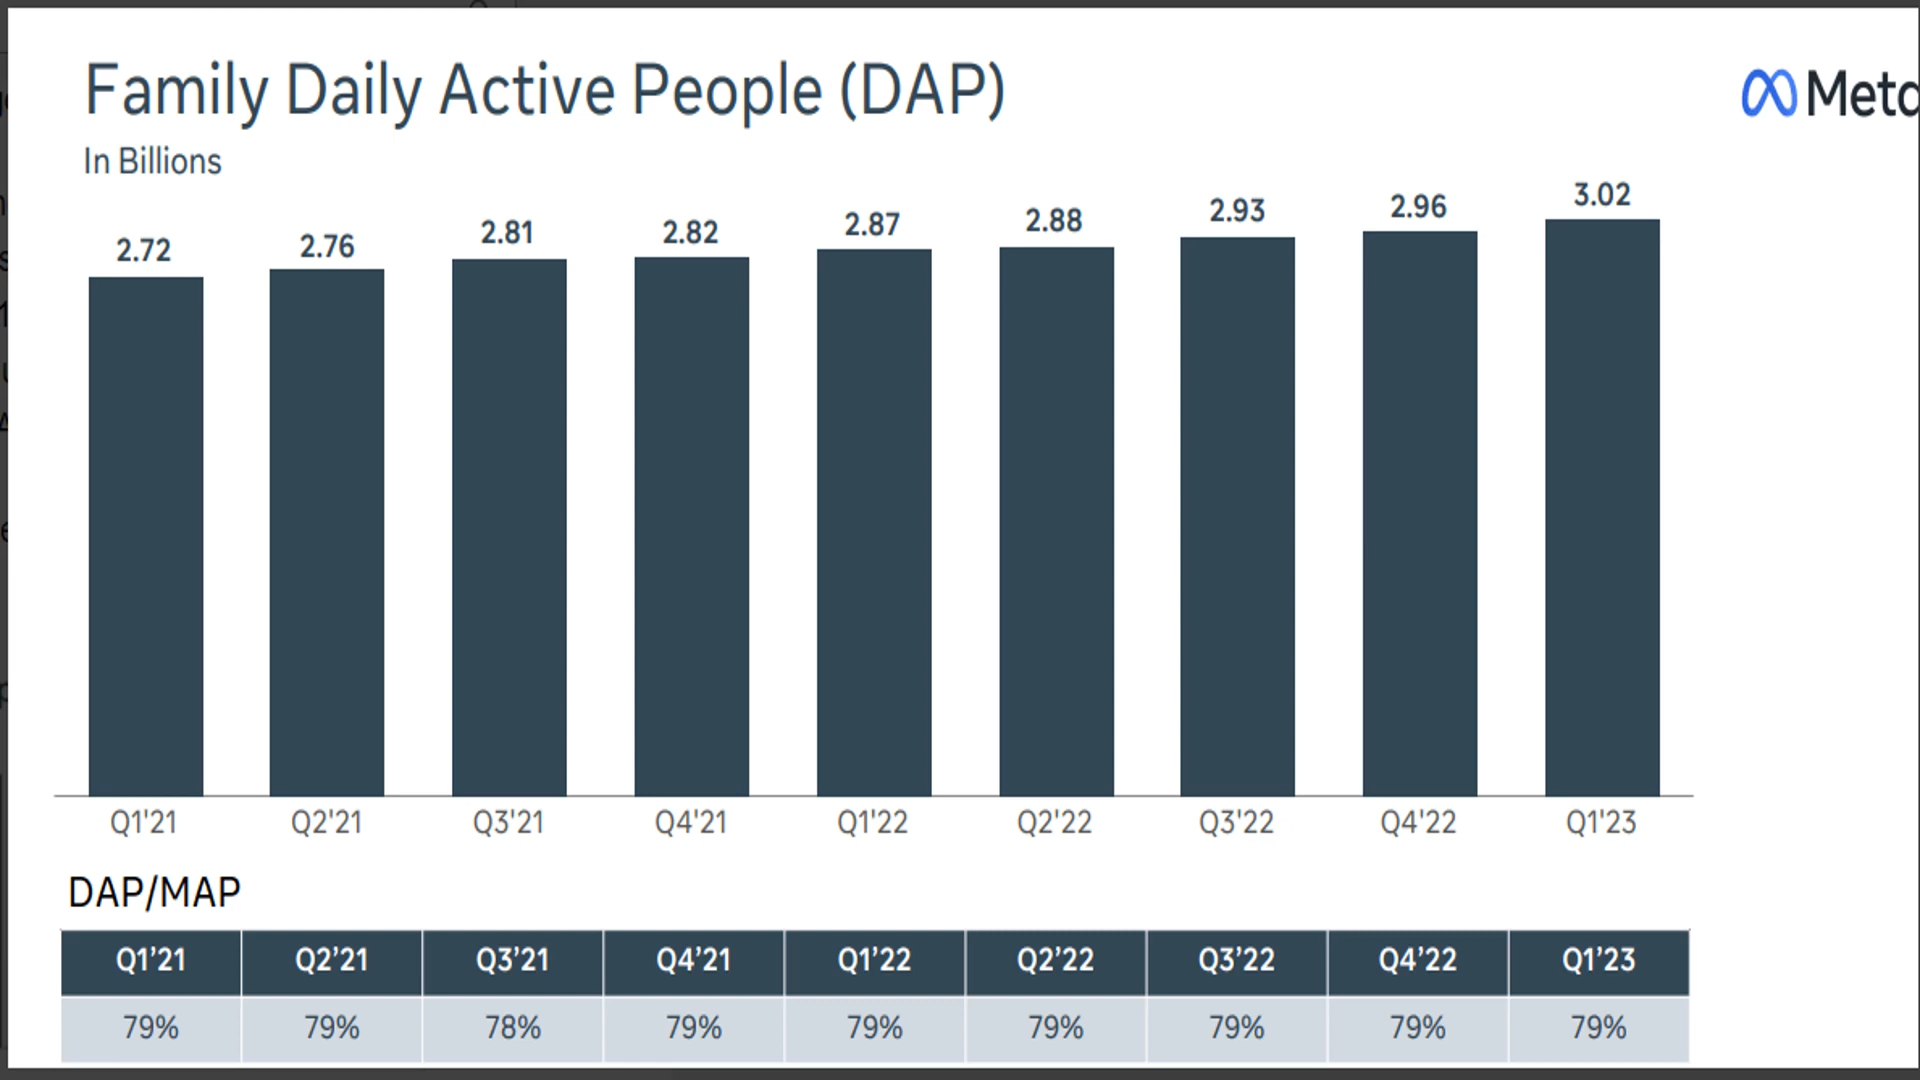 Family Daily Active People (DAP)
In Billions
2.72 2.76 2.81 2.82 2.87 2.88 2.93 2.96 3.02
Q1'21 Q2'21 Q3'21 Q4'21 Q1'22 Q2'22 Q3'22 Q4'22 Q1'23
DAP/MAP
Q1’21 Q2’21 Q3’21 Q4’21 Q1’22 Q2’22 Q3’22 Q4’22 Q1’23
79% 79% 78% 79% 79% 79% 79% 79% 79%